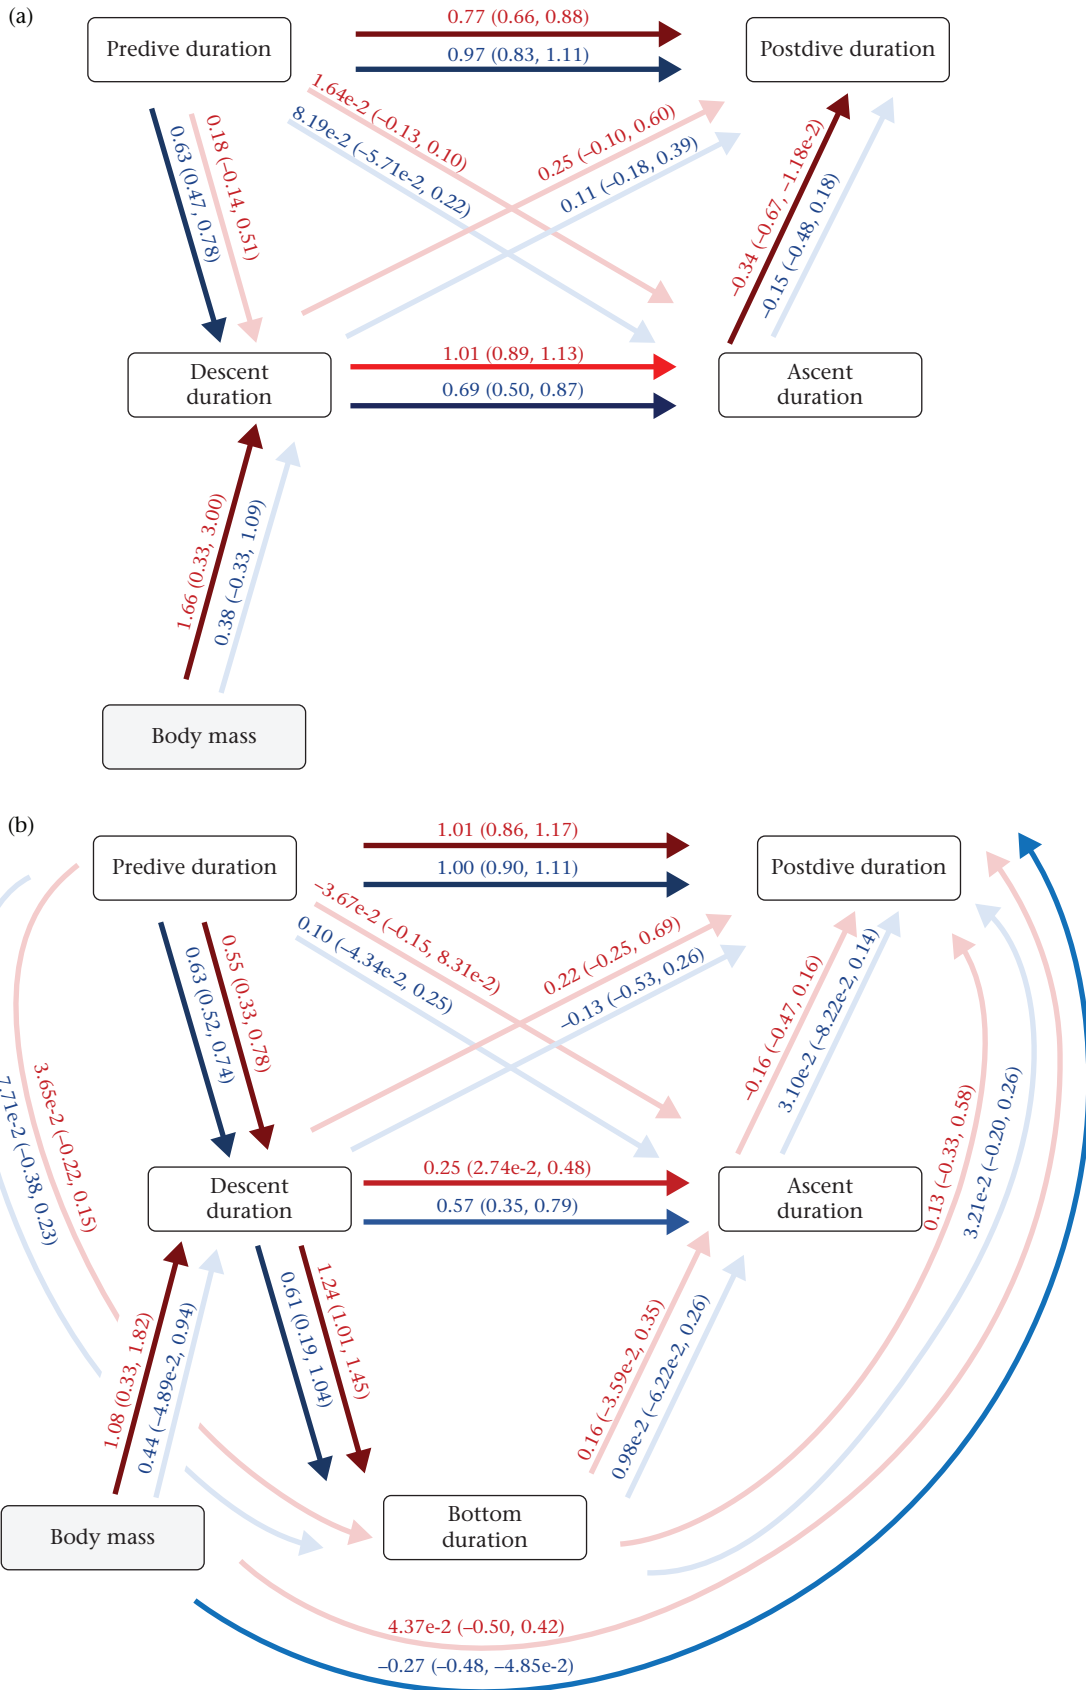 (a)
Predive duration
0.77 (0.66, 0.88)
0.97 (0.83, 1.11)
Postdive duration
1.64e-2 (–0.13, 0.10)
8.19e-2 (–5.71e-2, 0.22)
0.25 (–0.10, 0.60)
0.11 (–0.18, 0.39)
0.63 (0.47, 0.78)
0.18 (–0.14, 0.51)
–0.34 (–0.67, –1.18e-2)
–0.15 (–0.48, 0.18)
Descent
duration
1.01 (0.89, 1.13)
0.69 (0.50, 0.87)
Ascent
duration
1.66 (0.33, 3.00)
0.38 (–0.33, 1.09)
Body mass
(b)
Predive duration
1.01 (0.86, 1.17)
1.00 (0.90, 1.11)
Postdive duration
–3.67e-2 (–0.15, 8.31e-2)
0.10 (–4.34e-2, 0.25)
0.22 (–0.25, 0.69)
–0.13 (–0.53, 0.26)
0.63 (0.52, 0.74)
0.55 (0.33, 0.78)
–0.16 (–0.47, 0.16)
3.10e-2 (–8.22e-2, 0.14)
7.71e-2 (–0.38, 0.23)
3.65e-2 (–0.22, 0.15)
0.13 (–0.33, 0.58)
3.21e-2 (–0.20, 0.26)
Descent
duration
0.25 (2.74e-2, 0.48)
0.57 (0.35, 0.79)
Ascent
duration
1.08 (0.33, 1.82)
0.44 (–4.89e-2, 0.94)
0.61 (0.19, 1.04)
1.24 (1.01, 1.45)
0.16 (–3.59e-2, 0.35)
0.98e-2 (–6.22e-2, 0.26)
Body mass
Bottom
duration
4.37e-2 (–0.50, 0.42)
–0.27 (–0.48, –4.85e-2)